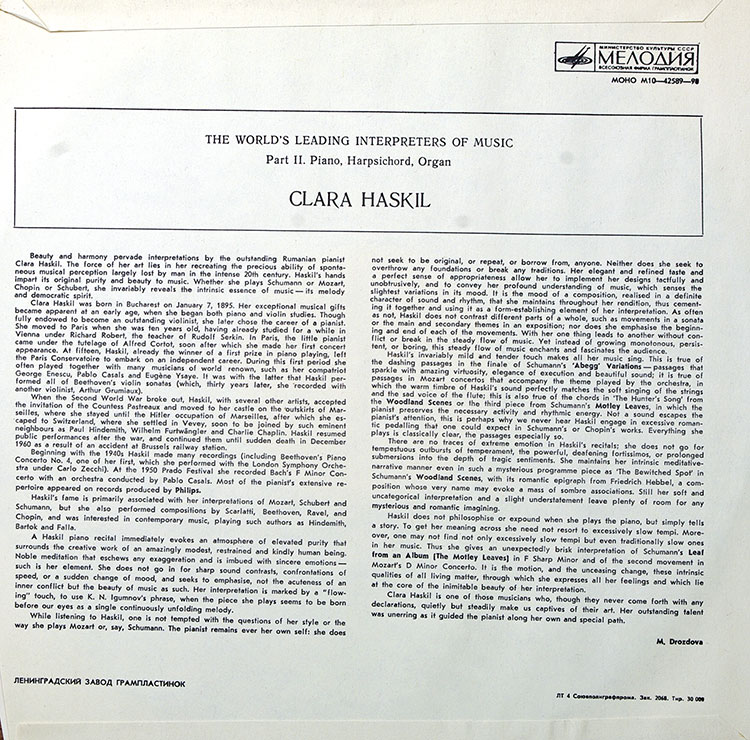 МИНИСТЕРСТВО КУЛЬТУРЫ СССР
МЕЛОДИЯ
ВСЕСОЮЗНАЯ ФИРМА ГРАМПЛАСТИНОК
МОНО М10—42589—90
THE WORLD'S LEADING INTERPRETERS OF MUSIC
Part II. Piano, Harpsichord, Organ
CLARA HASKIL
Beauty and harmony pervade interpretations by the outstanding Rumanian pianist
Clara Haskil. The force of her art lies in her recreating the precious ability of sponta-
neous musical perception largely lost by man in the intense 20th century. Haskil's hands
impart its original purity and beauty to music. Whether she plays Schumann or Mozart,
Chopin or Schubert, she invariably reveals the intrinsic essence of music — its melody
and democratic spirit.
Clara Haskil was born in Bucharest on January 7, 1895. Her exceptional musical gifts
became apparent at an early age, when she began both piano and violin studies. Though
fully endowed to become an outstanding violinist, she later chose the career of a pianist.
She moved to Paris when she was ten years old, having already studied for a while in
Vienna under Richard Robert, the teacher of Rudolf Serkin. In Paris, the little pianist
came under the tutelage of Alfred Cortot, soon after which she made her first concert
appearance. At fifteen, Haskil, already the winner of a first prize in piano playing, left
the Paris Conservatoire to embark on an independent career. During this first period she
often played together with many musicians of world renown, such as her compatriot
George Enescu, Pablo Casals and Eugène Ysaye. It was with the latter that Haskil per-
formed all of Beethoven's violin sonatas (which, thirty years later, she recorded with
another violinist, Arthur Grumiaux).
When the Second World War broke out, Haskil, with several other artists, accepted
the invitation of the Countess Pastreaux and moved to her castle on the outskirts of Mar-
seilles, where she stayed until the Hitler occupation of Marseilles, after which she es-
caped to Switzerland, where she settled in Vevey, soon to be joined by such eminent
neighbours as Paul Hindemith, Wilhelm Furtwängler and Charlie Chaplin. Haskil resumed
public performances after the war, and continued them until sudden death in December
1960 as a result of an accident at Brussels railway station.
Beginning with the 1940s Haskil made many recordings (including Beethoven's Piano
Concerto No. 4, one of her first, which she performed with the London Symphony Orche-
stra under Carlo Zecchi). At the 1950 Prado Festival she recorded Bach's F Minor Con-
certo with an orchestra conducted by Pablo Casals. Most of the pianist's extensive re-
pertoire appeared on records produced by Philips.
Haskil's fame is primarily associated with her interpretations of Mozart, Schubert and
Schumann, but she also performed compositions by Scarlatti, Beethoven, Ravel, and
Chopin, and was interested in contemporary music, playing such authors as Hindemith,
Bartok and Falla.
A Haskil piano recital immediately evokes an atmosphere of elevated purity that
surrounds the creative work of an amazingly modest, restrained and kindly human being.
Noble meditation that eschews any exaggeration and is imbued with sincere emotions —
such is her element. She does not go in for sharp sound contrasts, confrontations of
speed, or a sudden change of mood, and seeks to emphasise, not the acuteness of an
inner conflict but the beauty of music as such. Her interpretation is marked by a "flow-
ing" touch, to use K. N. Igumnov's phrase, when the piece she plays seems to be born
before our eyes as a single continuously unfolding melody.
While listening to Haskil, one is not tempted with the questions of her style or the
way she plays Mozart or, say, Schumann. The pianist remains ever her own self: she does
not seek to be original, or repeat, or borrow from, anyone. Neither does she seek to
overthrow any foundations or break any traditions. Her elegant and refined taste and
a perfect sense of appropriateness allow her to implement her designs tactfully and
unobtrusively, and to convey her profound understanding of music, which senses the
slightest variations in its mood. It is the mood of a composition, realised in a definite
character of sound and rhythm, that she maintains throughout her rendition, thus cement-
ing it together and using it as a form-establishing element of her interpretation. As often
as not, Haskil does not contrast different parts of a whole, such as movements in a sonata
or the main and secondary themes in an exposition; nor does she emphasise the beginn-
ing and end of each of the movements. With her one thing leads to another without con-
flict or break in the steady flow of music. Yet instead of growing monotonous, persis-
tent, or boring, this steady flow of music enchants and fascinates the audience.
Haskil's invariably mild and tender touch makes all her music sing. This is true of
the dashing passages in the finale of Schumann's 'Abegg' Variations — passages that
sparkle with amazing virtuosity, elegance of execution and beautiful sound; it is true of
passages in Mozart concertos that accompany the theme played by the orchestra, in
which the warm timbre of Haskil's sound perfectly matches the soft singing of the strings
and the sad voice of the flute; this is also true of the chords in 'The Hunter's Song' from
the Woodland Scenes or the third piece from Schumann's Motley Leaves, in which the
pianist preserves the necessary activity and rhythmic energy. Not a sound escapes the
pianist's attention, this is perhaps why we never hear Haskil engage in excessive roman-
tic pedalling that one could expect in Schumann's or Chopin's works. Everything she
plays is classically clear, the passages especially so.
There are no traces of extreme emotion in Haskil's recitals; she does not go for
tempestuous outbursts of temperament, the powerful, deafening fortissimos, or prolonged
submersions into the depth of tragic sentiments. She maintains her intrinsic meditative-
narrative manner even in such a mysterious programme piece as 'The Bewitched Spot' in
Schumann's Woodland Scenes, with its romantic epigraph from Friedrich Hebbel, a com-
position whose very name may evoke a mass of sombre associations. Still her soft and
uncategorical interpretation and a slight understatement leave plenty of room for any
mysterious and romantic imagining.
Haskil does not philosophise or expound when she plays the piano, but simply tells
a story. To get her meaning across she need not resort to excessively slow tempi. More-
over, one may not find not only excessively slow tempi but even traditionally slow ones
in her music. Thus she gives an unexpectedly brisk interpretation of Schumann's Leaf
from an Album [The Motley Leaves] in F Sharp Minor and of the second movement in
Mozart's D Minor Concerto. It is the motion, and the unceasing change, these intrinsic
qualities of all living matter, through which she expresses all her feelings and which lie
at the core of the inimitable beauty of her interpretation.
Clara Haskil is one of those musicians who, though they never come forth with any
declarations, quietly but steadily make us captives of their art. Her outstanding talent
was unerring as it guided the pianist along her own and special path.
M. Drozdova
ЛЕНИНГРАДСКИЙ ЗАВОД ГРАМПЛАСТИНОК
ЛТ 4 Союзполиграфпрома. Зак. 2068. Тир. 30 000